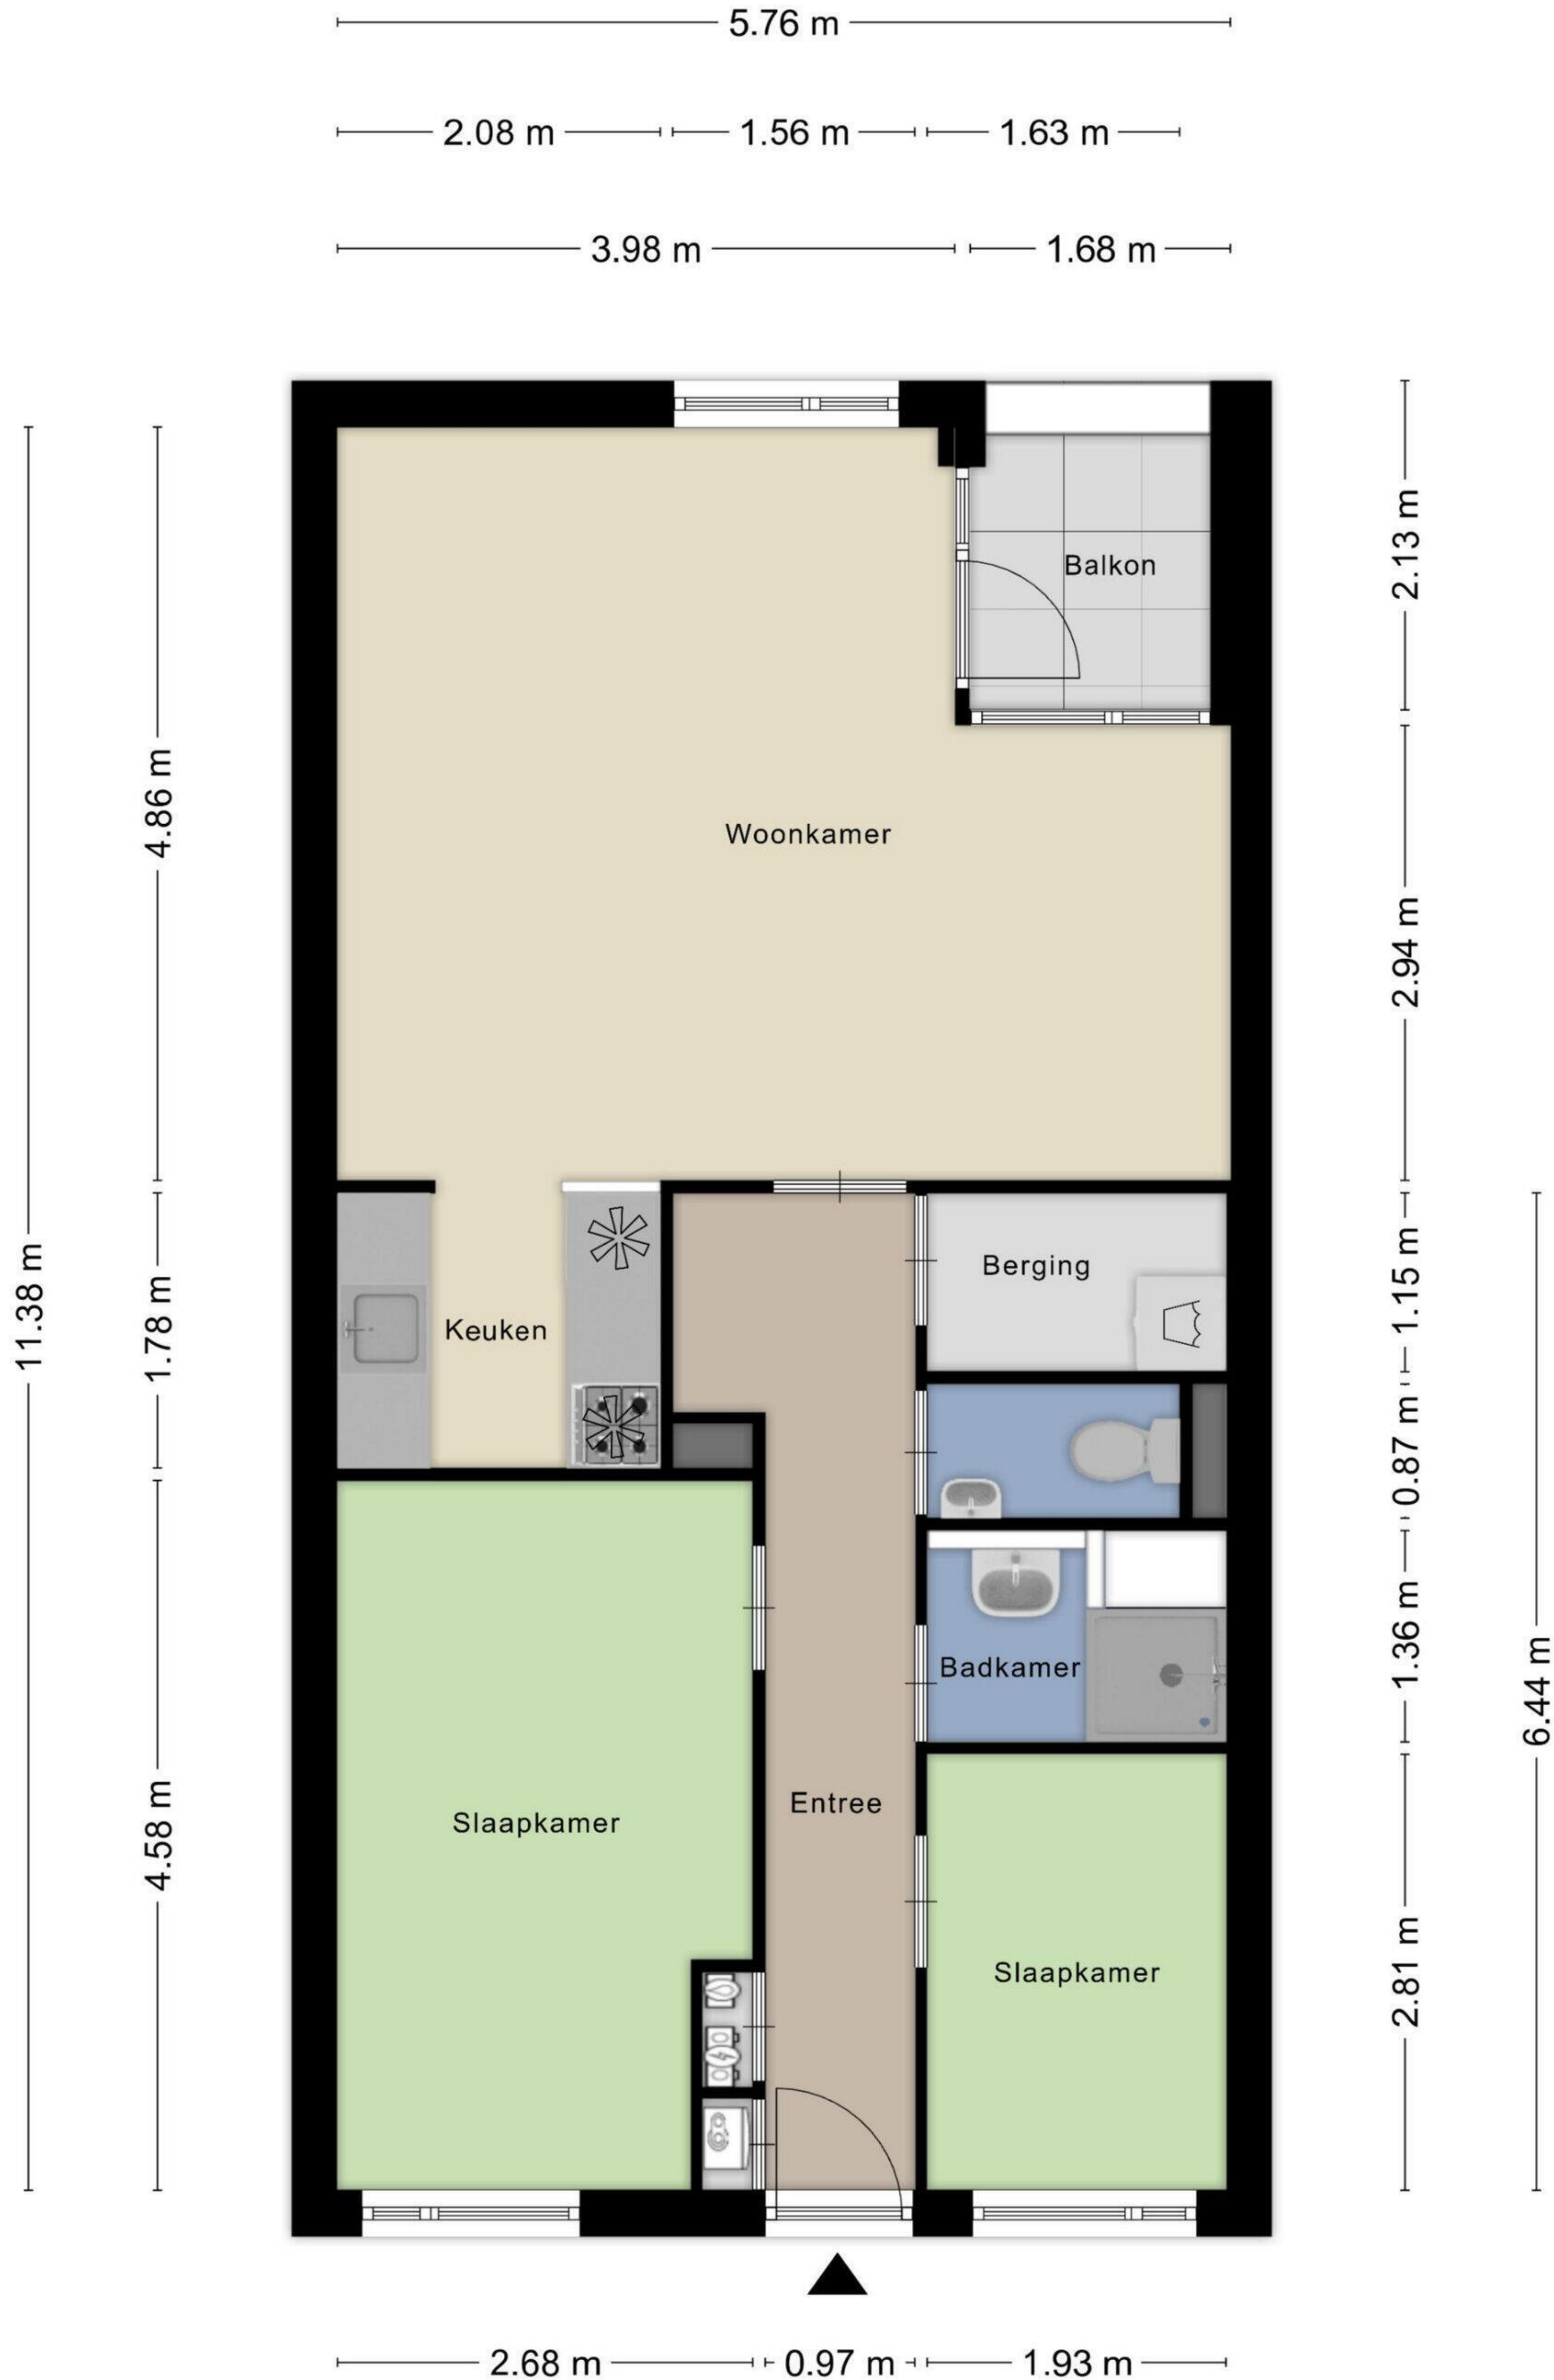 5.76 m
2.08 m
1.56 m
1.63 m
3.98 m
1.68 m
2.13 m
Balkon
4.86 m
Woonkamer
2.94 m
11.38 m
1.78 m
Keuken
Berging
1.15 m
0.87 m
1.36 m
Badkamer
6.44 m
4.58 m
Slaapkamer
Entree
Slaapkamer
2.81 m
2.68 m
0.97 m
1.93 m